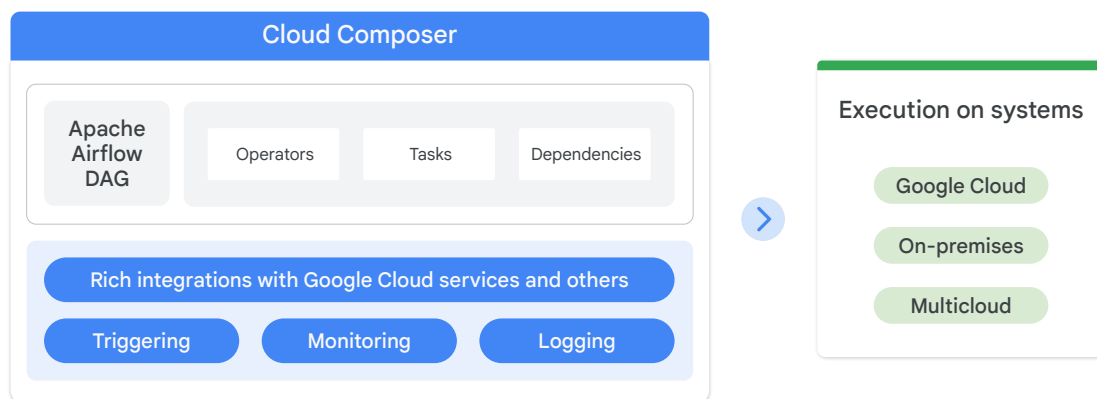 Cloud Composer
Apache
Airflow
DAG
Operators
Tasks
Dependencies
Rich integrations with Google Cloud services and others
Triggering
Monitoring
Logging
Execution on systems
Google Cloud
On-premises
Multicloud